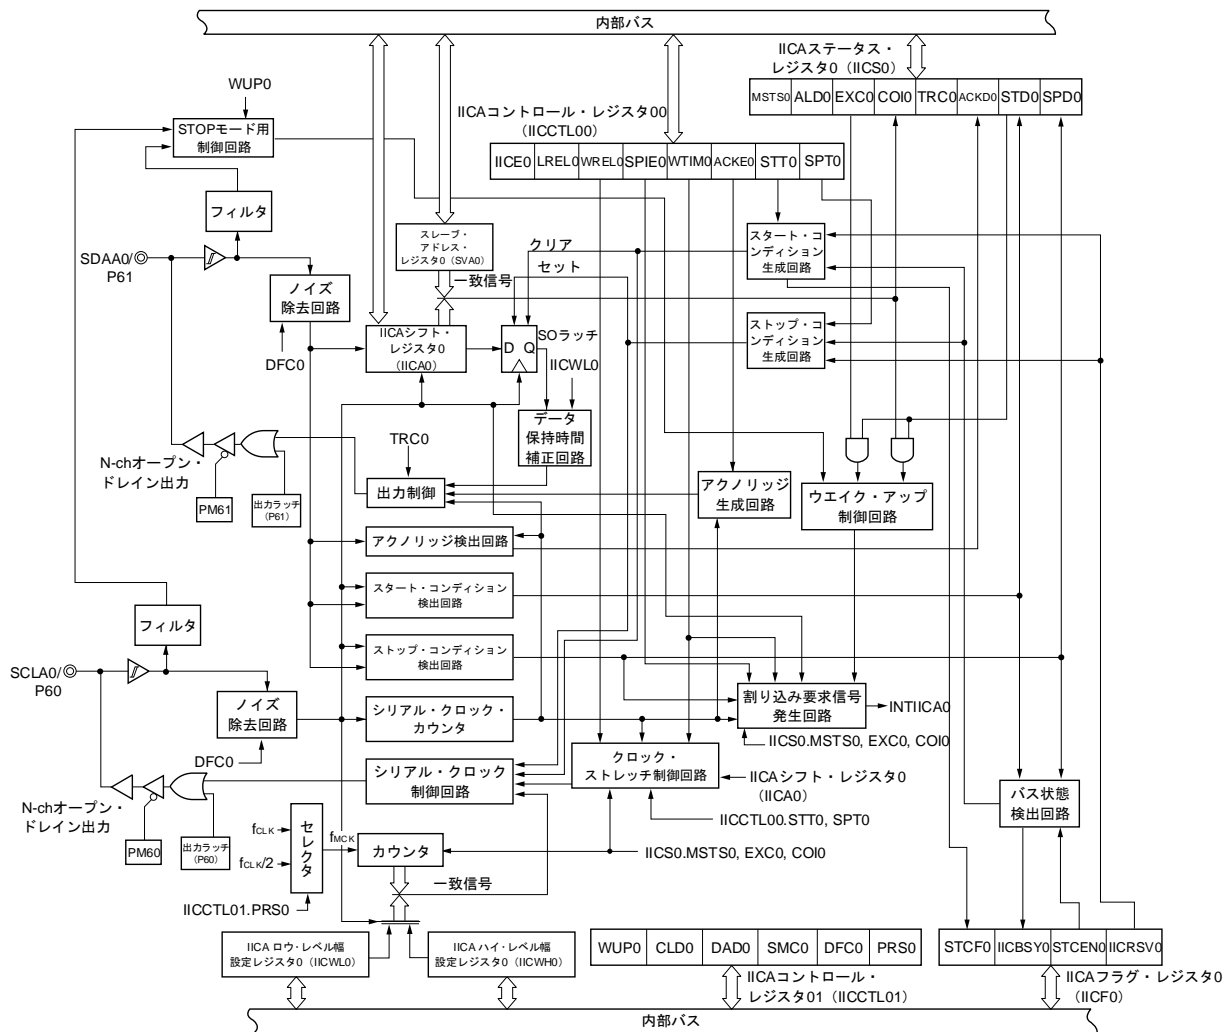 内部バス
IICAステータス・
レジスタ0（IICS0）
MSTS0 ALD0 EXC0 COI0 TRC0 ACKD0 STD0 SPD0
WUP0
IICAコントロール・レジスタ00
（IICCTL00）
STOPモード用
制御回路
IICE0 LREL0 WREL0 SPIE0 WTIM0 ACKE0 STT0 SPT0
フィルタ
スレーブ・
アドレス・
レジスタ0（SVA0）
クリア
セット
スタート・コ
ンディション
生成回路
SDAA0/
P61
ノイズ
除去回路
一致信号
DFC0
IICAシフト・
レジスタ0
（IICA0）
D Q
SOラッチ
IICWL0
ストップ・コ
ンディション
生成回路
データ
保持時間
補正回路
TRC0
N-chオープン・
ドレイン出力
PM61
出力ラッチ
（P61）
出力制御
アクノリッジ
生成回路
ウエイク・アップ
制御回路
アクノリッジ検出回路
スタート・コンディション
検出回路
フィルタ
ストップ・コンディション
検出回路
SCLA0/
P60
ノイズ
除去回路
DFC0
シリアル・クロック・
カウンタ
割り込み要求信号
発生回路
INTIICA0
IICS0.MSTS0, EXC0, COI0
シリアル・クロック
制御回路
クロック・
ストレッチ制御回路
IICAシフト・レジスタ0
（IICA0）
バス状態
検出回路
N-chオープン・
ドレイン出力
PM60
出力ラッチ
（P60）
IICCTL00.STT0, SPT0
fCLK
fCLK/2
セレクタ
fMCK
カウンタ
IICS0.MSTS0, EXC0, COI0
一致信号
IICCTL01.PRS0
IICA ロウ・レベル幅
設定レジスタ0（IICWL0）
IICA ハイ・レベル幅
設定レジスタ0（IICWH0）
WUP0 CLD0 DAD0 SMC0 DFC0 PRS0
STCF0 IICBSY0 STCEN0 IICRSV0
IICAコントロール・
レジスタ01（IICCTL01）
IICAフラグ・レジスタ0
（IICF0）
内部バス